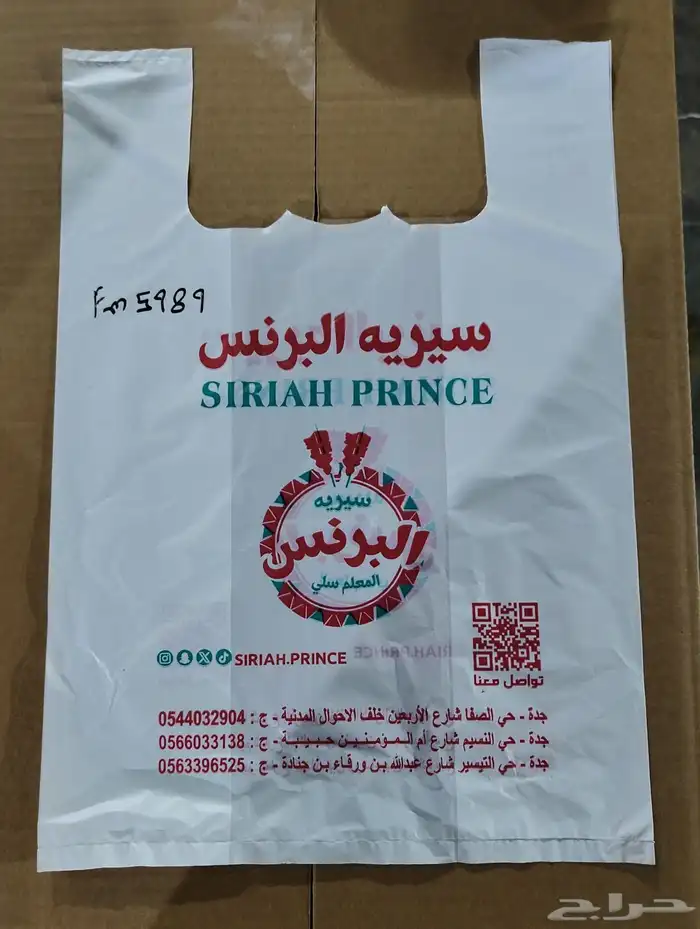 Fm 5989
سيريه البرنس
SIRIAH PRINCE
سيريه
البرنس
المعلم سلي
SIRIAH.PRINCE
تواصل معنا
جدة - حي الصفا شارع الأربعين خلف الاحوال المدنية - ج : 0544032904
جدة - حي النسيم شارع أم المؤمنين حبيبة - ج : 0566033138
جدة - حي التيسير شارع عبدالله بن ورقاء بن جنادة - ج : 0563396525
حراج